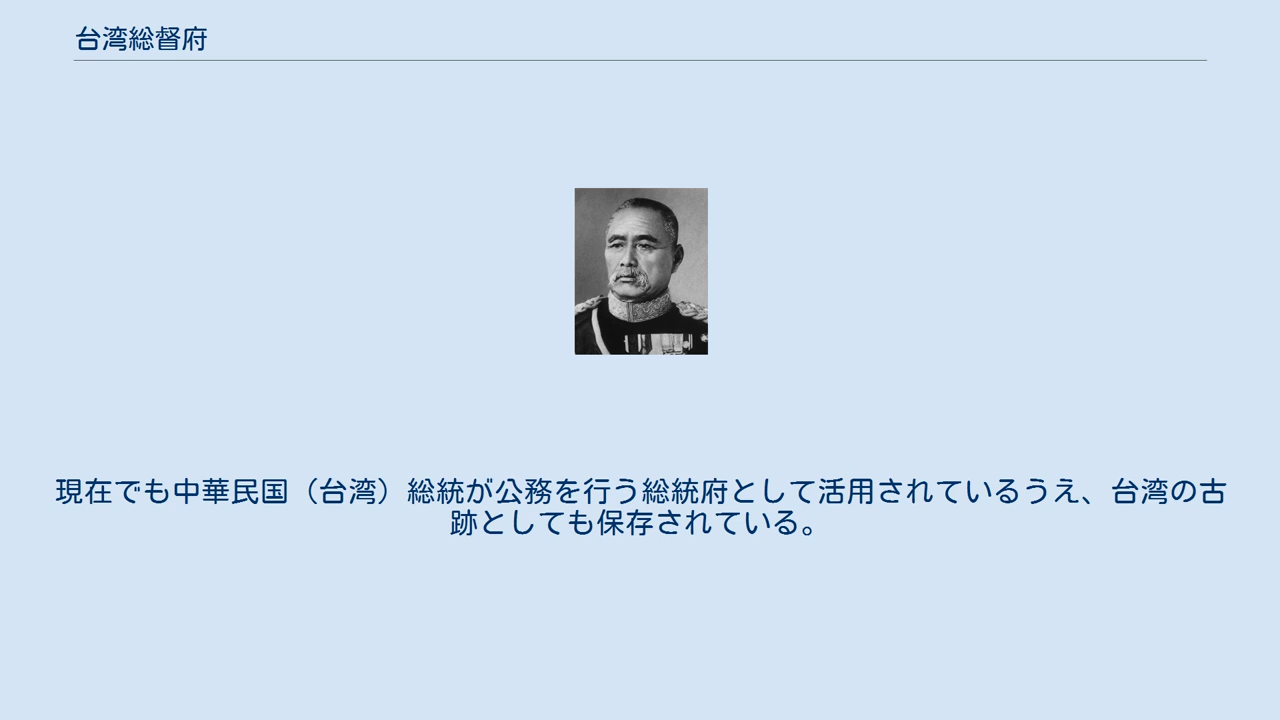 台湾総督府
現在でも中華民国（台湾）総統が公務を行う総統府として活用されているうえ、台湾の古
跡としても保存されている。